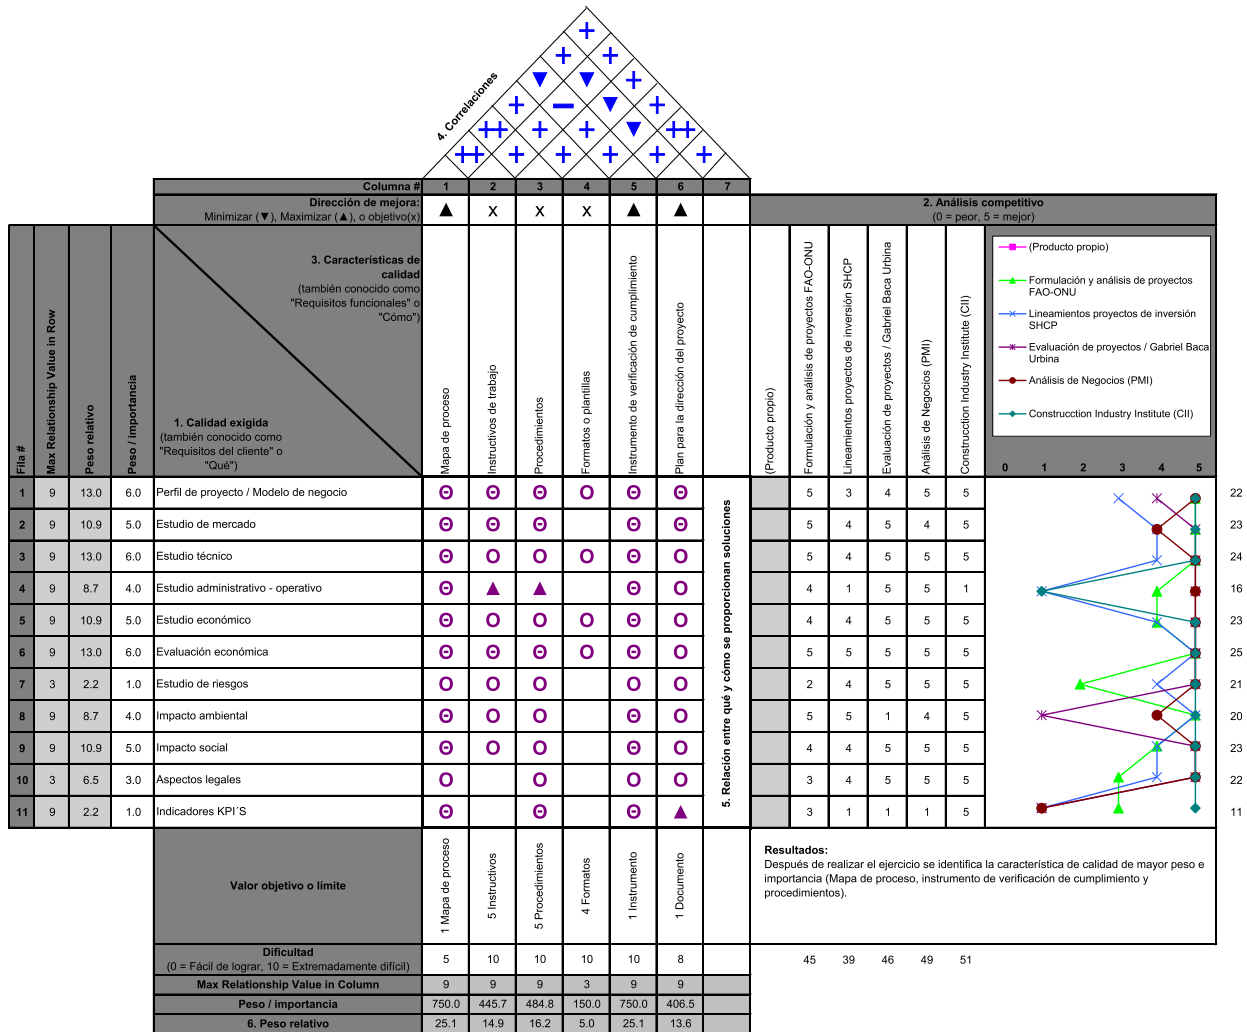 4. Correlaciones
Columna # 1 2 3 4 5 6 7
Dirección de mejora:
Minimizar (▼), Maximizar (▲), o objetivo(x)
▲ x x x ▲ ▲
2. Análisis competitivo
(0 = peor, 5 = mejor)
Fila #
Max Relationship Value in Row
Peso relativo
Peso / importancia
3. Características de
calidad
(también conocido como
"Requisitos funcionales" o
"Cómo")
1. Calidad exigida
(también conocido como
"Requisitos del cliente" o
"Qué")
Mapa de proceso
Instructivos de trabajo
Procedimientos
Formatos o plantillas
Instrumento de verificación de cumplimiento
Plan para la dirección del proyecto
(Producto propio)
Formulación y análisis de proyectos FAO-ONU
Lineamientos proyectos de inversión SHCP
Evaluación de proyectos / Gabriel Baca Urbina
Análisis de Negocios (PMI)
Construcction Industry Institute (CII)
(Producto propio)
Formulación y análisis de proyectos
FAO-ONU
Lineamientos proyectos de inversión
SHCP
Evaluación de proyectos / Gabriel Baca
Urbina
Análisis de Negocios (PMI)
Construcction Industry Institute (CII)
0 1 2 3 4 5
1 9 13.0 6.0 Perfil de proyecto / Modelo de negocio Θ Θ Θ O Θ Θ 5 3 4 5 5 22
2 9 10.9 5.0 Estudio de mercado Θ Θ Θ Θ Θ 5 4 5 4 5 23
3 9 13.0 6.0 Estudio técnico Θ O O O Θ O 5 4 5 5 5 24
4 9 8.7 4.0 Estudio administrativo - operativo Θ ▲ ▲ Θ O 4 1 5 5 1 16
5 9 10.9 5.0 Estudio económico Θ O O O Θ O 4 4 5 5 5 23
6 9 13.0 6.0 Evaluación económica Θ Θ Θ O Θ O 5 5 5 5 5 25
7 3 2.2 1.0 Estudio de riesgos O O O O O 2 4 5 5 5 21
8 9 8.7 4.0 Impacto ambiental Θ O O Θ O 5 5 1 4 5 20
9 9 10.9 5.0 Impacto social Θ O O Θ O 4 4 5 5 5 23
10 3 6.5 3.0 Aspectos legales O O O O 3 4 5 5 5 22
11 9 2.2 1.0 Indicadores KPI´S Θ Θ Θ ▲ 3 1 1 1 5 11
5. Relación entre qué y cómo se proporcionan soluciones
Valor objetivo o límite
1 Mapa de proceso
5 Instructivos
5 Procedimientos
4 Formatos
1 Instrumento
1 Documento
Resultados:
Después de realizar el ejercicio se identifica la característica de calidad de mayor peso e
importancia (Mapa de proceso, instrumento de verificación de cumplimiento y
procedimientos).
Dificultad
(0 = Fácil de lograr, 10 = Extremadamente difícil)
5 10 10 10 10 8 45 39 46 49 51
Max Relationship Value in Column 9 9 9 3 9 9
Peso / importancia 750.0 445.7 484.8 150.0 750.0 406.5
6. Peso relativo 25.1 14.9 16.2 5.0 25.1 13.6